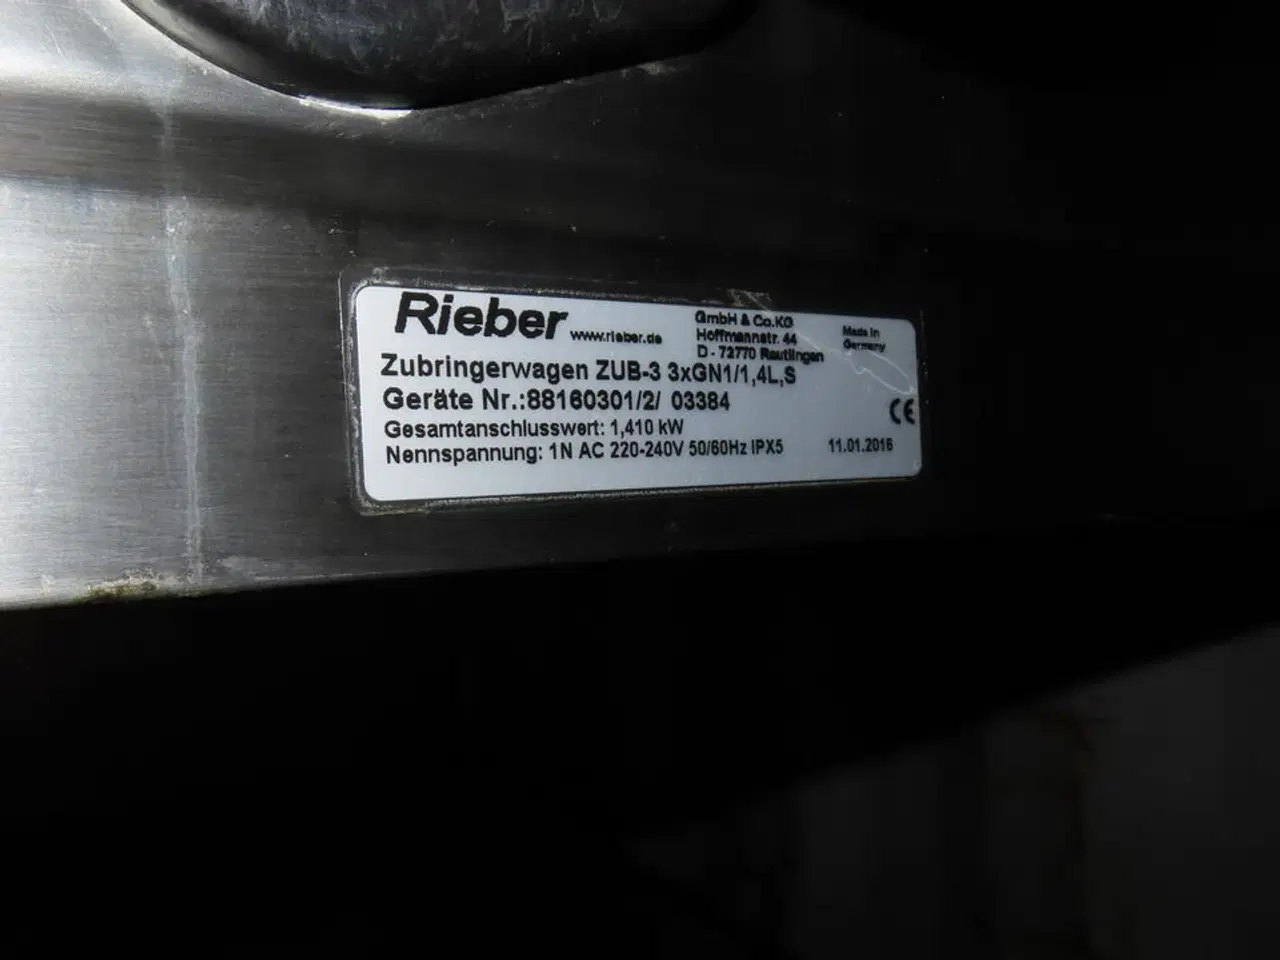 Rieber www.rieber.de
GmbH & Co.KG
Hoffmannstr. 44
D - 72770 Reutlingen
Made in
Germany
Zubringerwagen ZUB-3 3xGN1/1,4L,S
Geräte Nr.:88160301/2/ 03384
Gesamtanschlusswert: 1,410 kW
Nennspannung: 1N AC 220-240V 50/60Hz IPX5
CE
11.01.2016